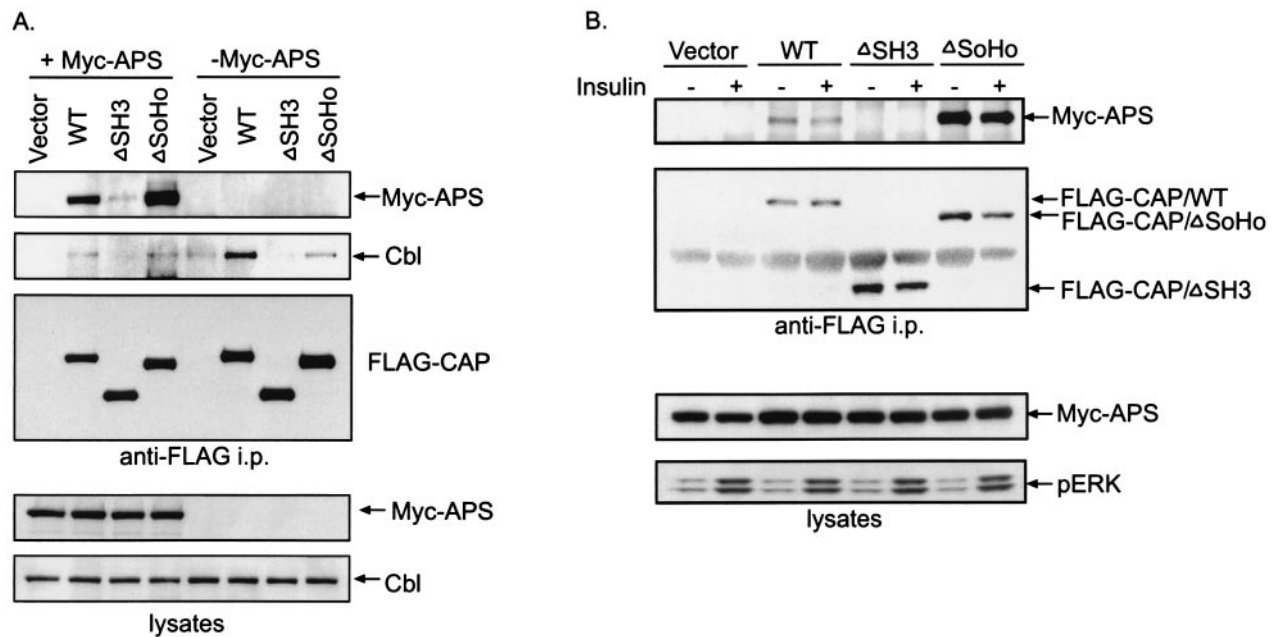 A.
+ Myc-APS -Myc-APS
Vector WT ΔSH3 ΔSoHo Vector WT ΔSH3 ΔSoHo
Myc-APS
Cbl
FLAG-CAP
anti-FLAG i.p.
Myc-APS
Cbl
lysates
B.
Vector WT ΔSH3 ΔSoHo
Insulin - + - + - + - +
Myc-APS
FLAG-CAP/WT
FLAG-CAP/ΔSoHo
FLAG-CAP/ΔSH3
anti-FLAG i.p.
Myc-APS
pERK
lysates